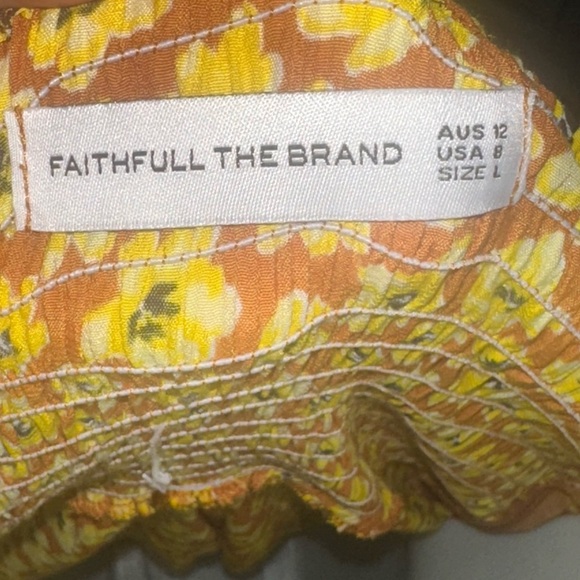 FAITHFULL THE BRAND
AUS 12
USA 8
SIZE L